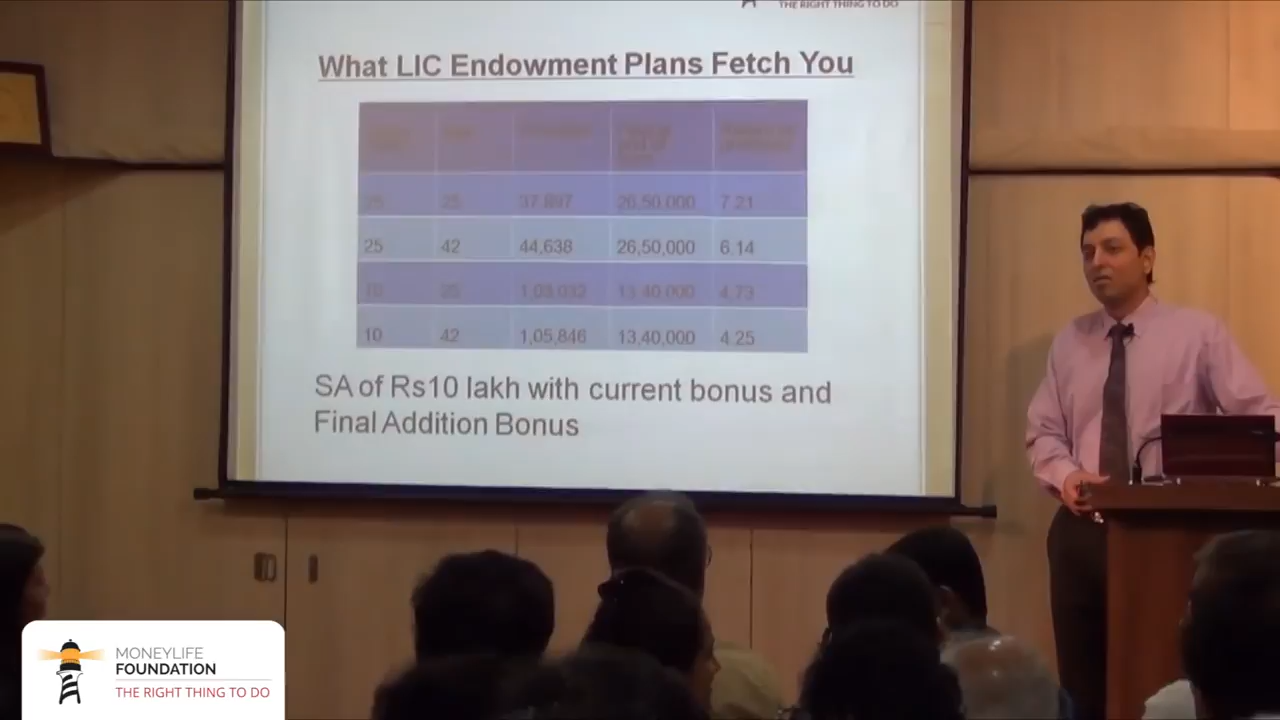 THE RIGHT THING TO DO
What LIC Endowment Plans Fetch You
25 25 37,897 26,50,000 7.21
25 42 44,638 26,50,000 6.14
13,40,000 4.73
10 42 1,05,846 13,40,000 4.25
SA of Rs10 lakh with current bonus and
Final Addition Bonus
MONEYLIFE
FOUNDATION
THE RIGHT THING TO DO